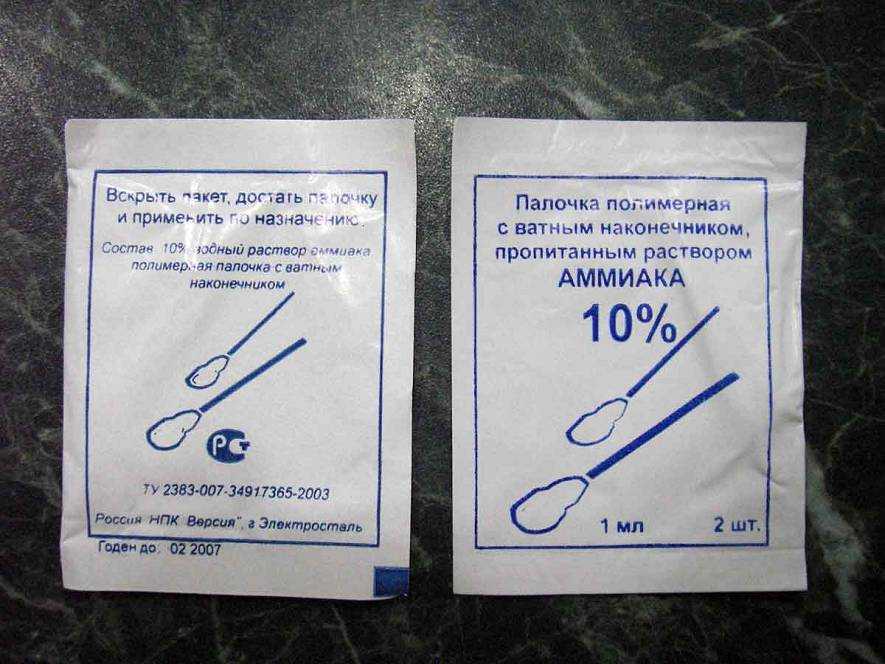 Вскрыть пакет, достать палочку
и применить по назначению.
Состав 10% водный раствор аммиака
полимерная палочка с ватным
наконечником
РСТ
ТУ 2383-007-34917365-2003
Россия НПК "Версия", г Электросталь
Годен до: 02 2007
Палочка полимерная
с ватным наконечником,
пропитанным раствором
АММИАКА
10%
1 мл 2 шт.